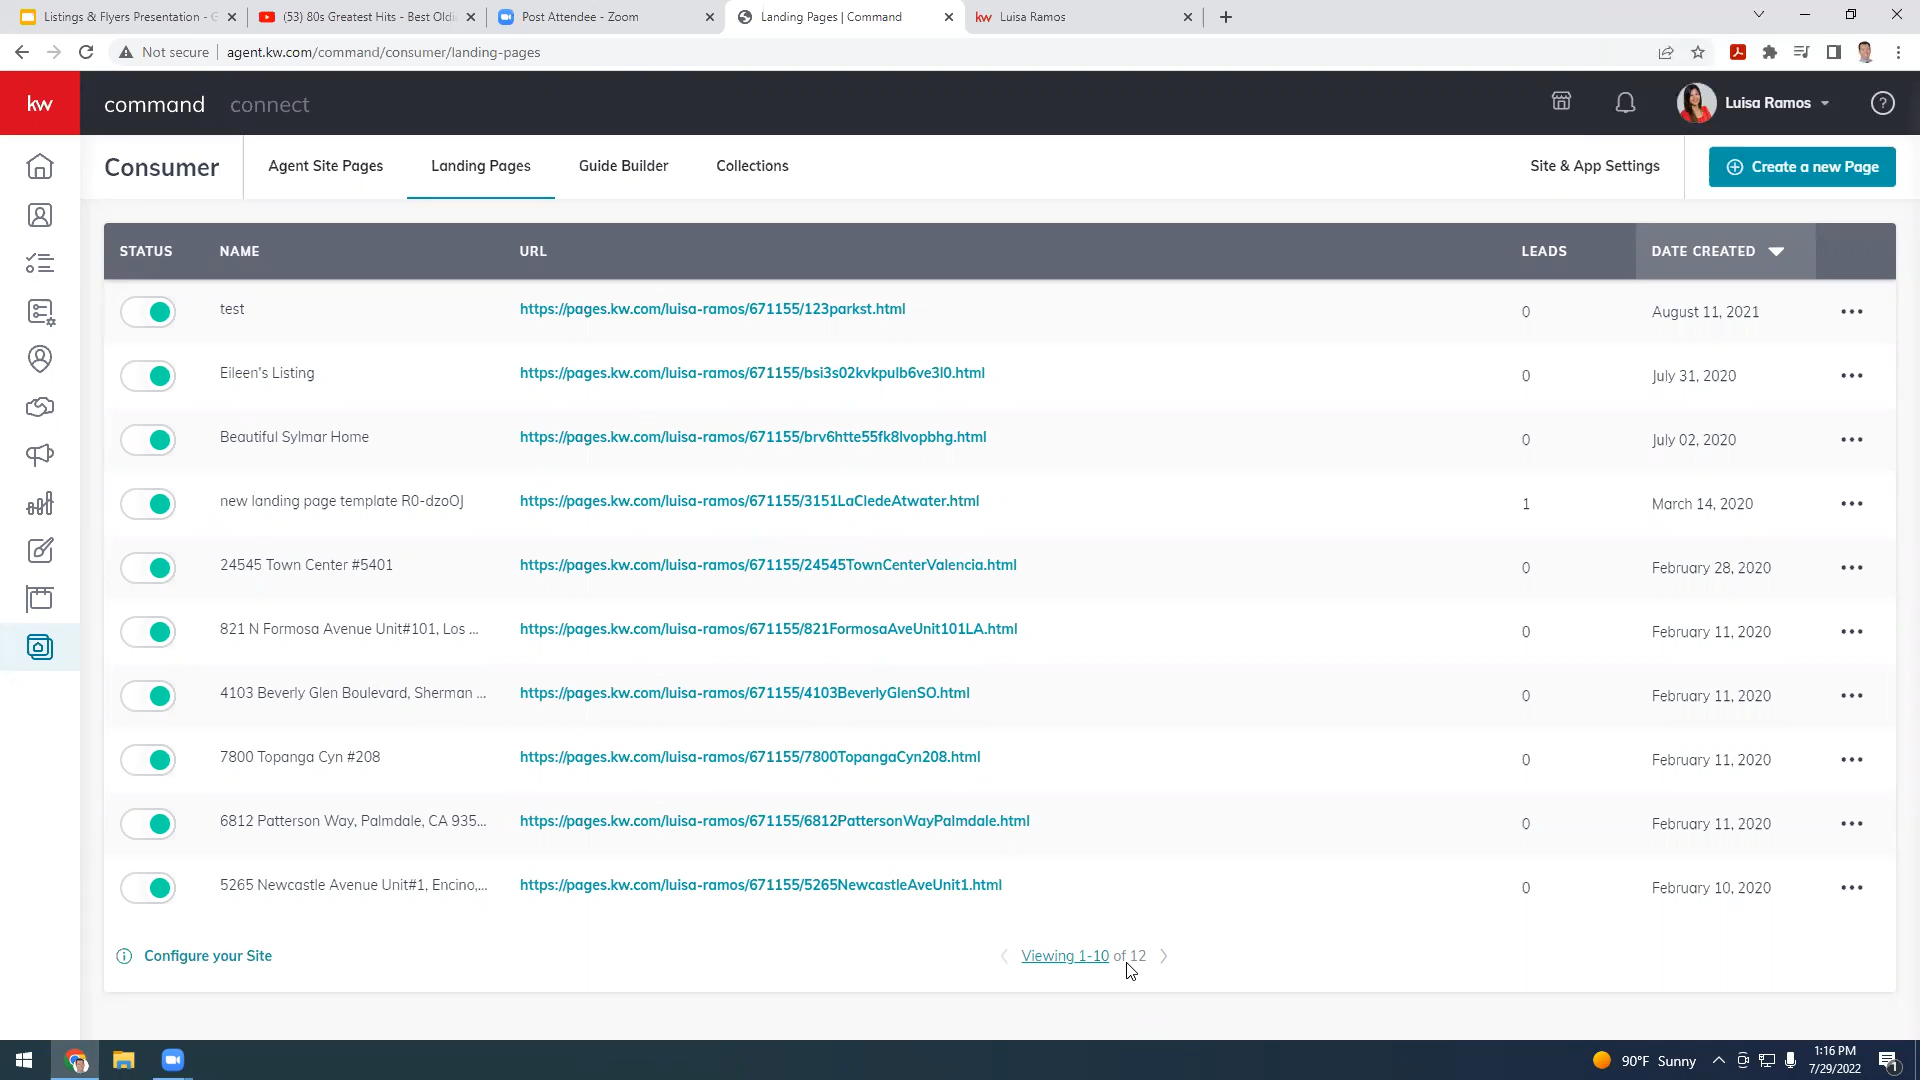 Listings & Flyers Presentation - G
(53) 80s Greatest Hits - Best Oldi
Post Attendee - Zoom
Landing Pages | Command
kw Luisa Ramos
Not secure
agent.kw.com/command/consumer/landing-pages
kw
command
connect
Luisa Ramos
Consumer
Agent Site Pages
Landing Pages
Guide Builder
Collections
Site & App Settings
Create a new Page
STATUS NAME URL LEADS DATE CREATED
test https://pages.kw.com/luisa-ramos/671155/123parkst.html 0 August 11, 2021
Eileen's Listing https://pages.kw.com/luisa-ramos/671155/bsi3s02kvkpulb6ve3l0.html 0 July 31, 2020
Beautiful Sylmar Home https://pages.kw.com/luisa-ramos/671155/brv6htte55fk8lvopbhg.html 0 July 02, 2020
new landing page template R0-dzoOJ https://pages.kw.com/luisa-ramos/671155/3151LaCledeAtwater.html 1 March 14, 2020
24545 Town Center #5401 https://pages.kw.com/luisa-ramos/671155/24545TownCenterValencia.html 0 February 28, 2020
821 N Formosa Avenue Unit#101, Los ... https://pages.kw.com/luisa-ramos/671155/821FormosaAveUnit101LA.html 0 February 11, 2020
4103 Beverly Glen Boulevard, Sherman ... https://pages.kw.com/luisa-ramos/671155/4103BeverlyGlenSO.html 0 February 11, 2020
7800 Topanga Cyn #208 https://pages.kw.com/luisa-ramos/671155/7800TopangaCyn208.html 0 February 11, 2020
6812 Patterson Way, Palmdale, CA 935... https://pages.kw.com/luisa-ramos/671155/6812PattersonWayPalmdale.html 0 February 11, 2020
5265 Newcastle Avenue Unit#1, Encino,... https://pages.kw.com/luisa-ramos/671155/5265NewcastleAveUnit1.html 0 February 10, 2020
Configure your Site
Viewing 1-10 of 12
90°F Sunny
1:16 PM
7/29/2022
1